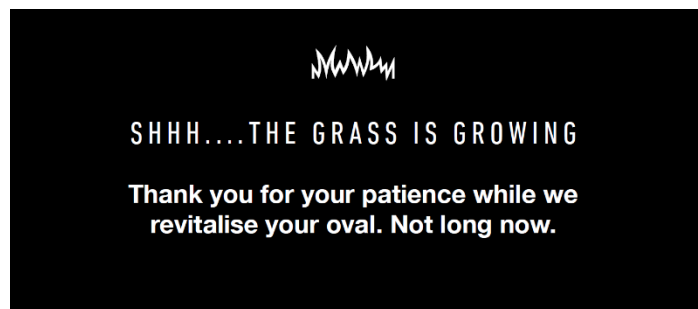 SHHH....THE GRASS IS GROWING
Thank you for your patience while we
revitalise your oval. Not long now.